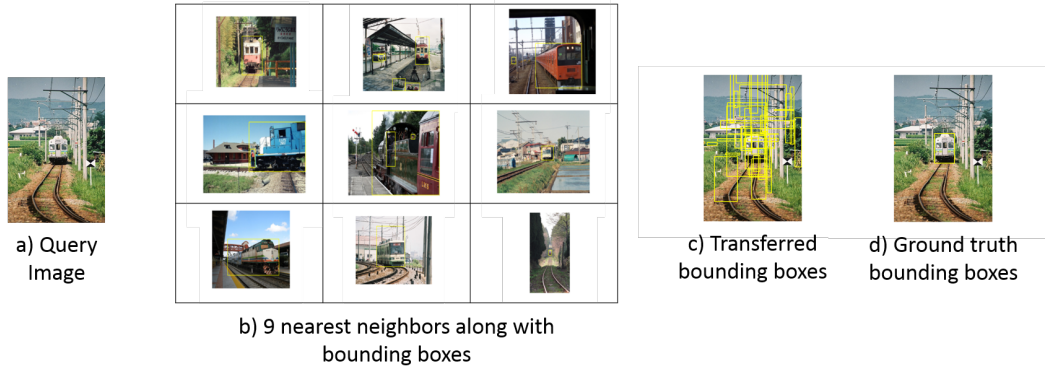 a) Query
Image
b) 9 nearest neighbors along with
bounding boxes
c) Transferred
bounding boxes
d) Ground truth
bounding boxes